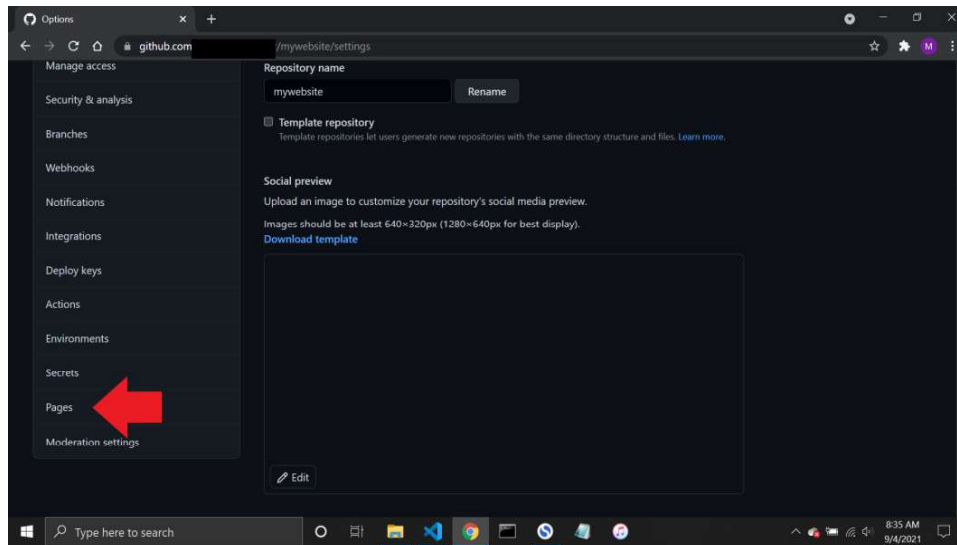 Options
github.com
/mywebsite/settings
M
Manage access
Security & analysis
Branches
Webhooks
Notifications
Integrations
Deploy keys
Actions
Environments
Secrets
Pages
Moderation settings
Repository name
mywebsite
Rename
Template repository
Template repositories let users generate new repositories with the same directory structure and files. Learn more.
Social preview
Upload an image to customize your repository's social media preview.
Images should be at least 640×320px (1280×640px for best display).
Download template
Edit
Type here to search
8:35 AM
9/4/2021